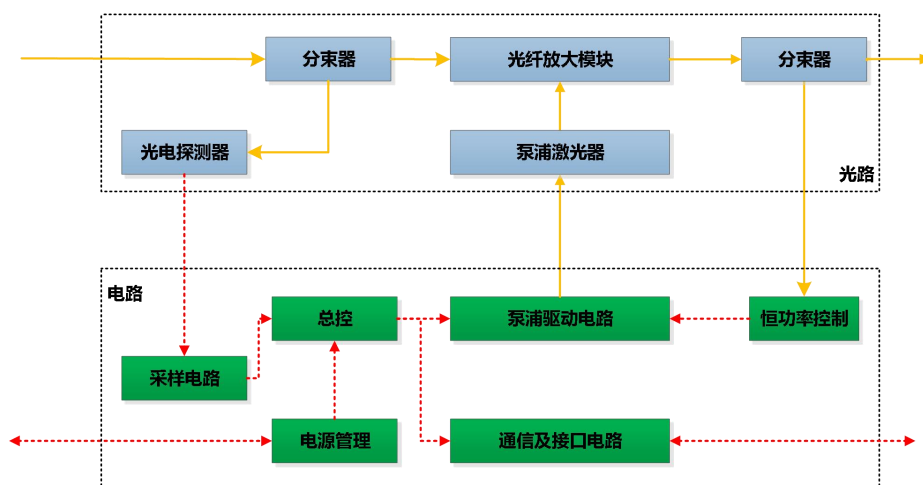 分束器
光纤放大模块
分束器
光电探测器
泵浦激光器
光路
电路
总控
泵浦驱动电路
恒功率控制
采样电路
电源管理
通信及接口电路